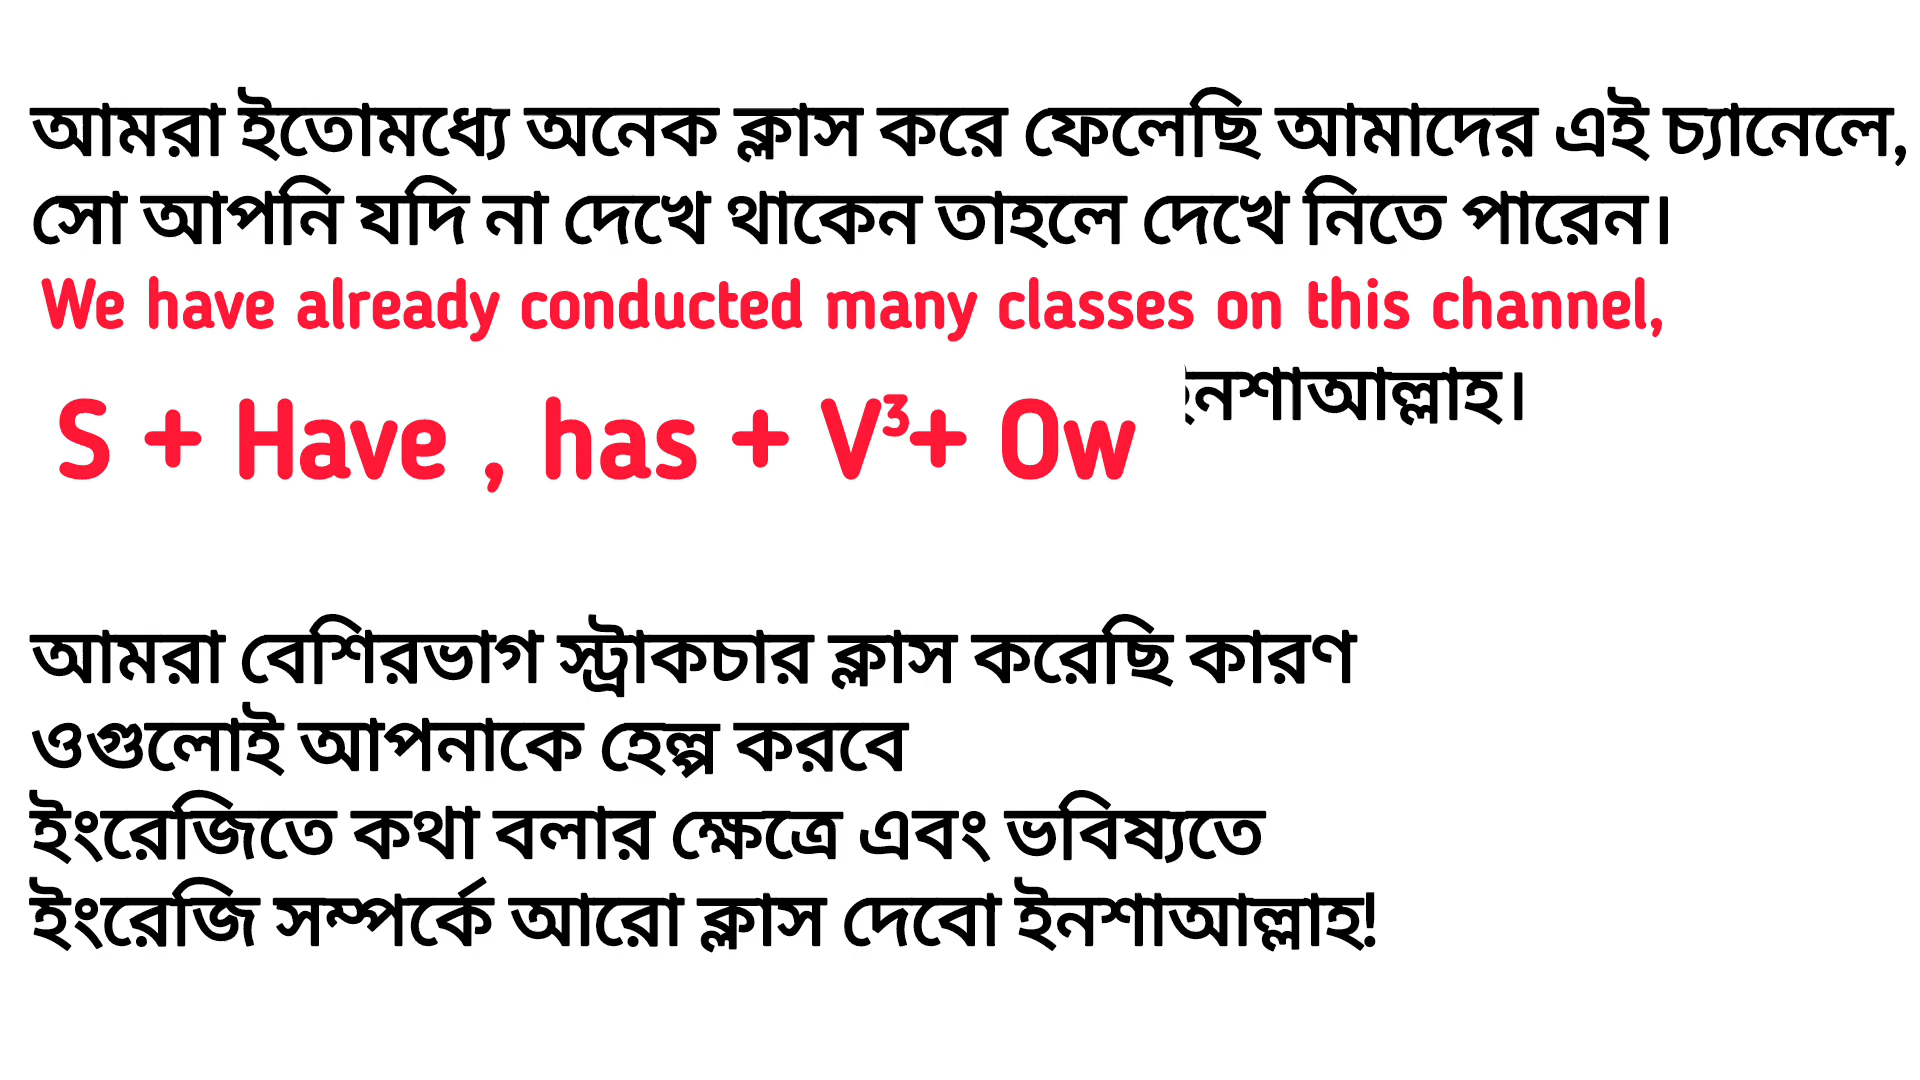 আমরা ইতোমধ্যে অনেক ক্লাস করে ফেলেছি আমাদের এই চ্যানেলে,
সো আপনি যদি না দেখে থাকেন তাহলে দেখে নিতে পারেন।
We have already conducted many classes on this channel,
ইনশাআল্লাহ।
S + Have , has + V³+ Ow
আমরা বেশিরভাগ স্ট্রাকচার ক্লাস করেছি কারণ
ওগুলোই আপনাকে হেল্প করবে
ইংরেজিতে কথা বলার ক্ষেত্রে এবং ভবিষ্যতে
ইংরেজি সম্পর্কে আরো ক্লাস দেবো ইনশাআল্লাহ!